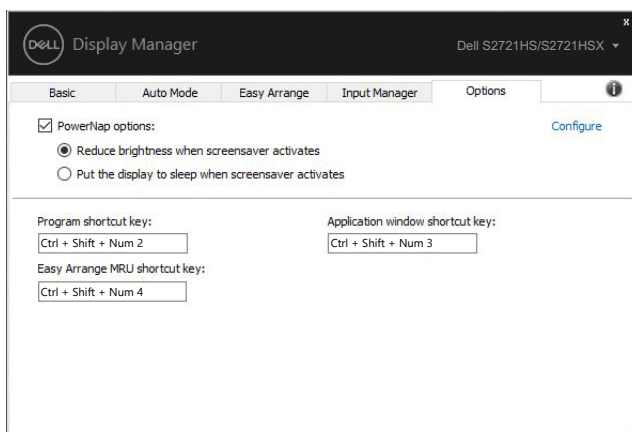 x
DELL Display Manager Dell S2721HS/S2721HSX
Basic Auto Mode Easy Arrange Input Manager Options
PowerNap options: Configure
Reduce brightness when screensaver activates
Put the display to sleep when screensaver activates
Program shortcut key: Application window shortcut key:
Ctrl + Shift + Num 2 Ctrl + Shift + Num 3
Easy Arrange MRU shortcut key:
Ctrl + Shift + Num 4